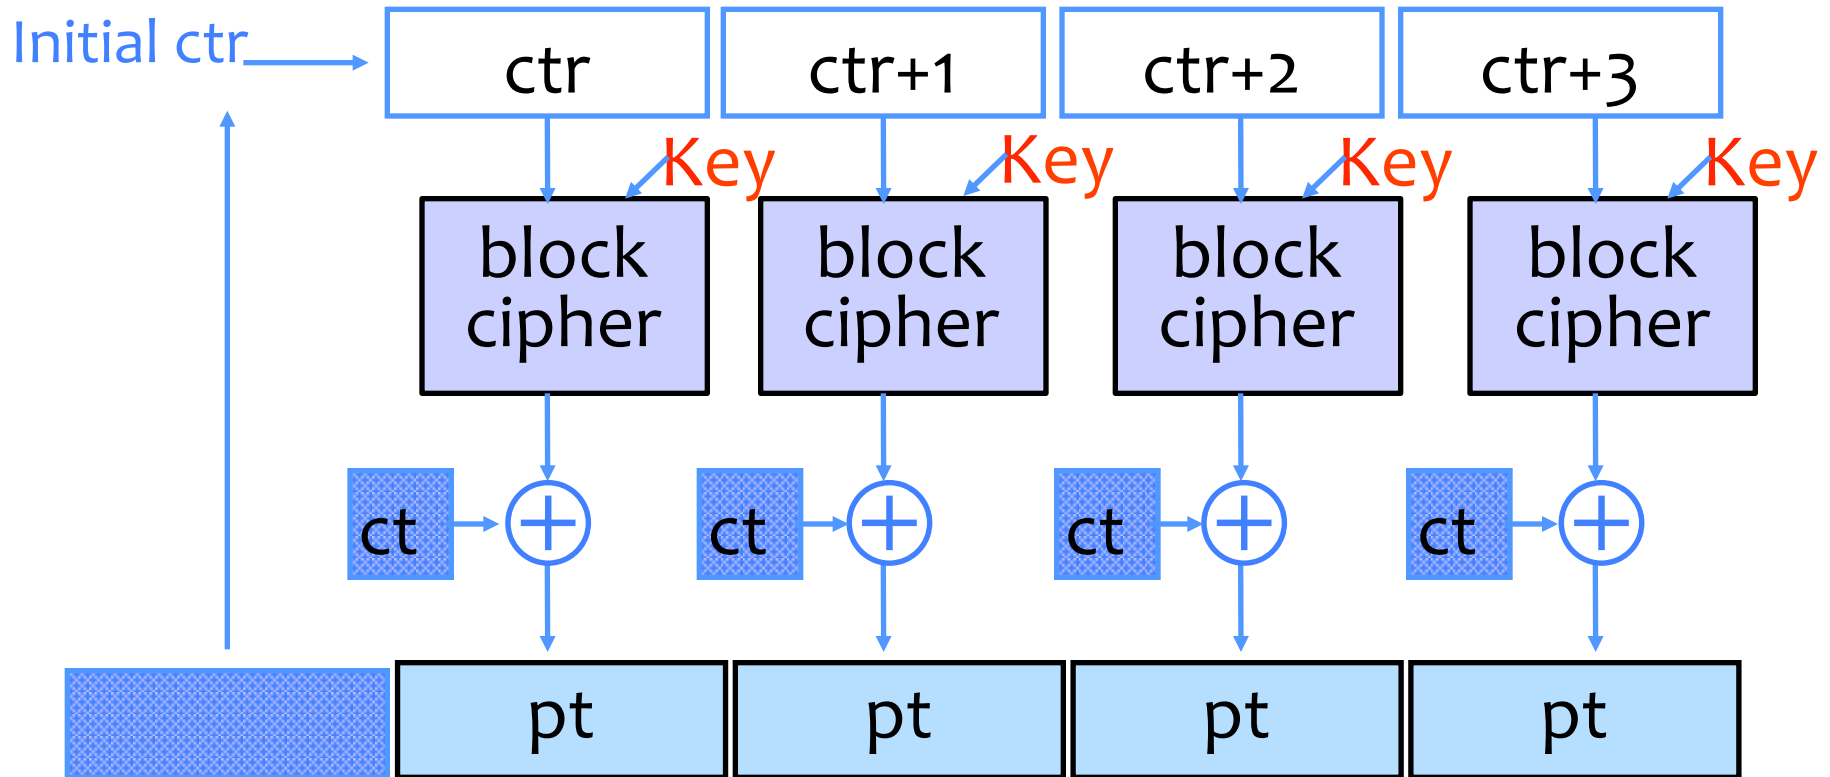 Initial ctr
ctr
ctr+1
ctr+2
ctr+3
Key
Key
Key
Key
block
cipher
block
cipher
block
cipher
block
cipher
ct
ct
ct
ct
pt
pt
pt
pt